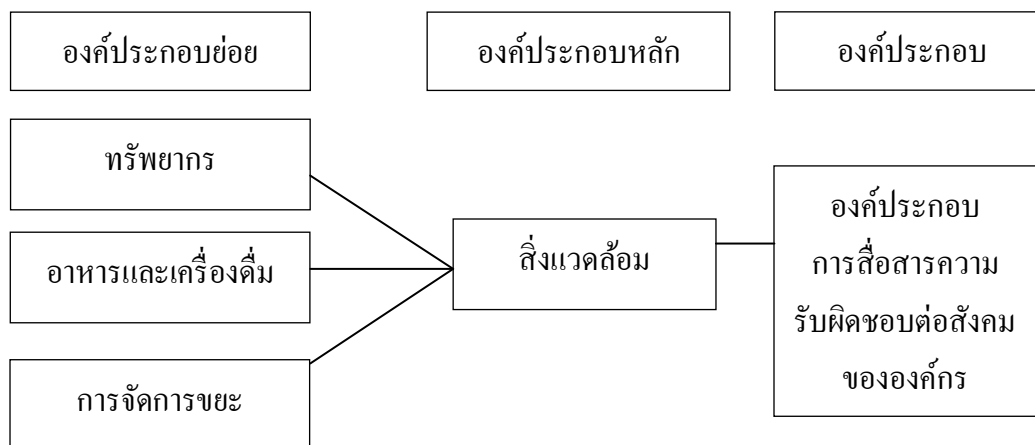 องค์ประกอบย่อย
องค์ประกอบหลัก
องค์ประกอบ
ทรัพยากร
อาหารและเครื่องดื่ม
การจัดการขยะ
สิ่งแวดล้อม
องค์ประกอบ
การสื่อสารความ
รับผิดชอบต่อสังคม
ขององค์กร